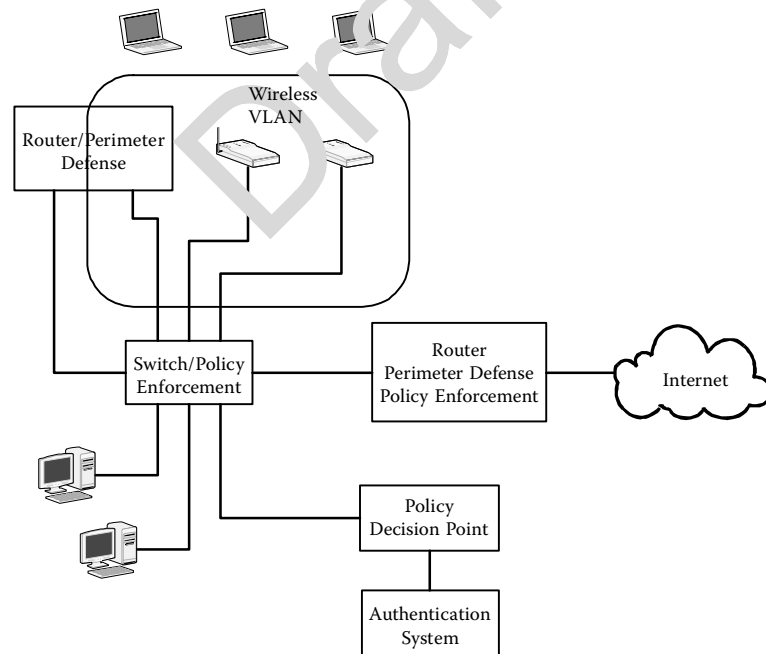 Wireless
VLAN
Router/Perimeter
Defense
Switch/Policy
Enforcement
Router
Perimeter Defense
Policy Enforcement
Internet
Policy
Decision Point
Authentication
System